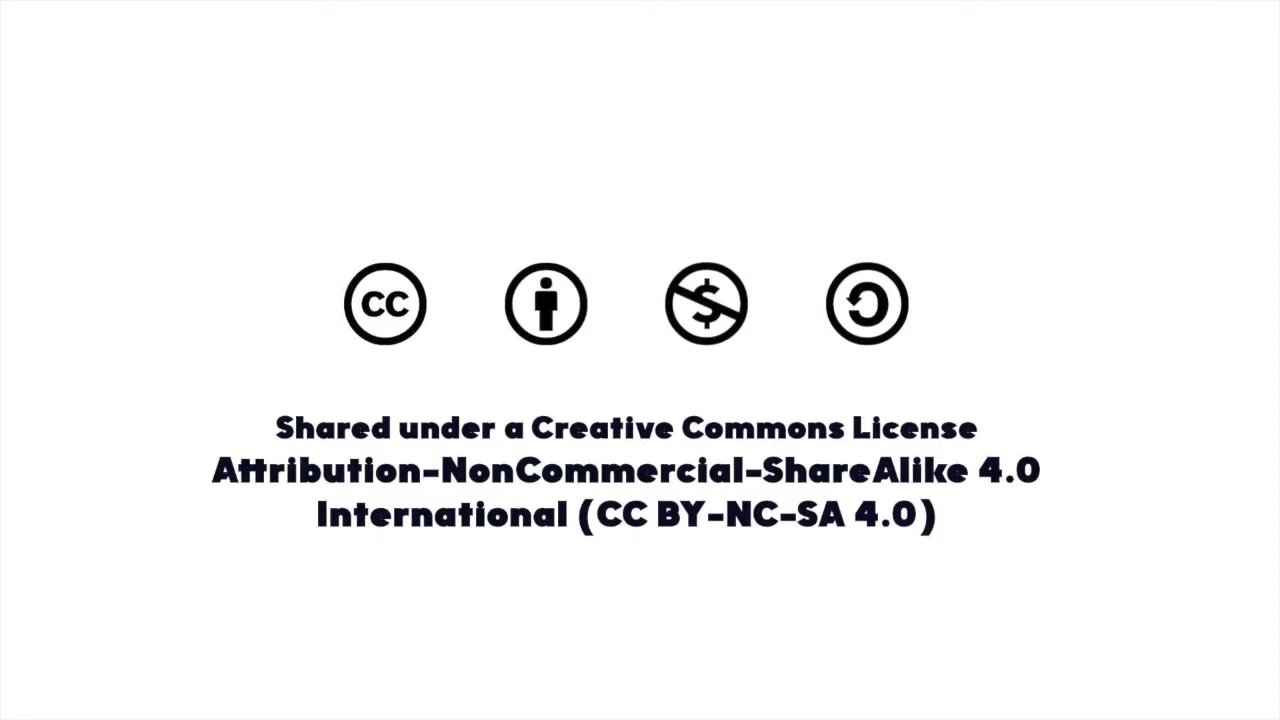 CC
Shared under a Creative Commons License
Attribution-NonCommercial-ShareAlike 4.0
International (CC BY-NC-SA 4.0)